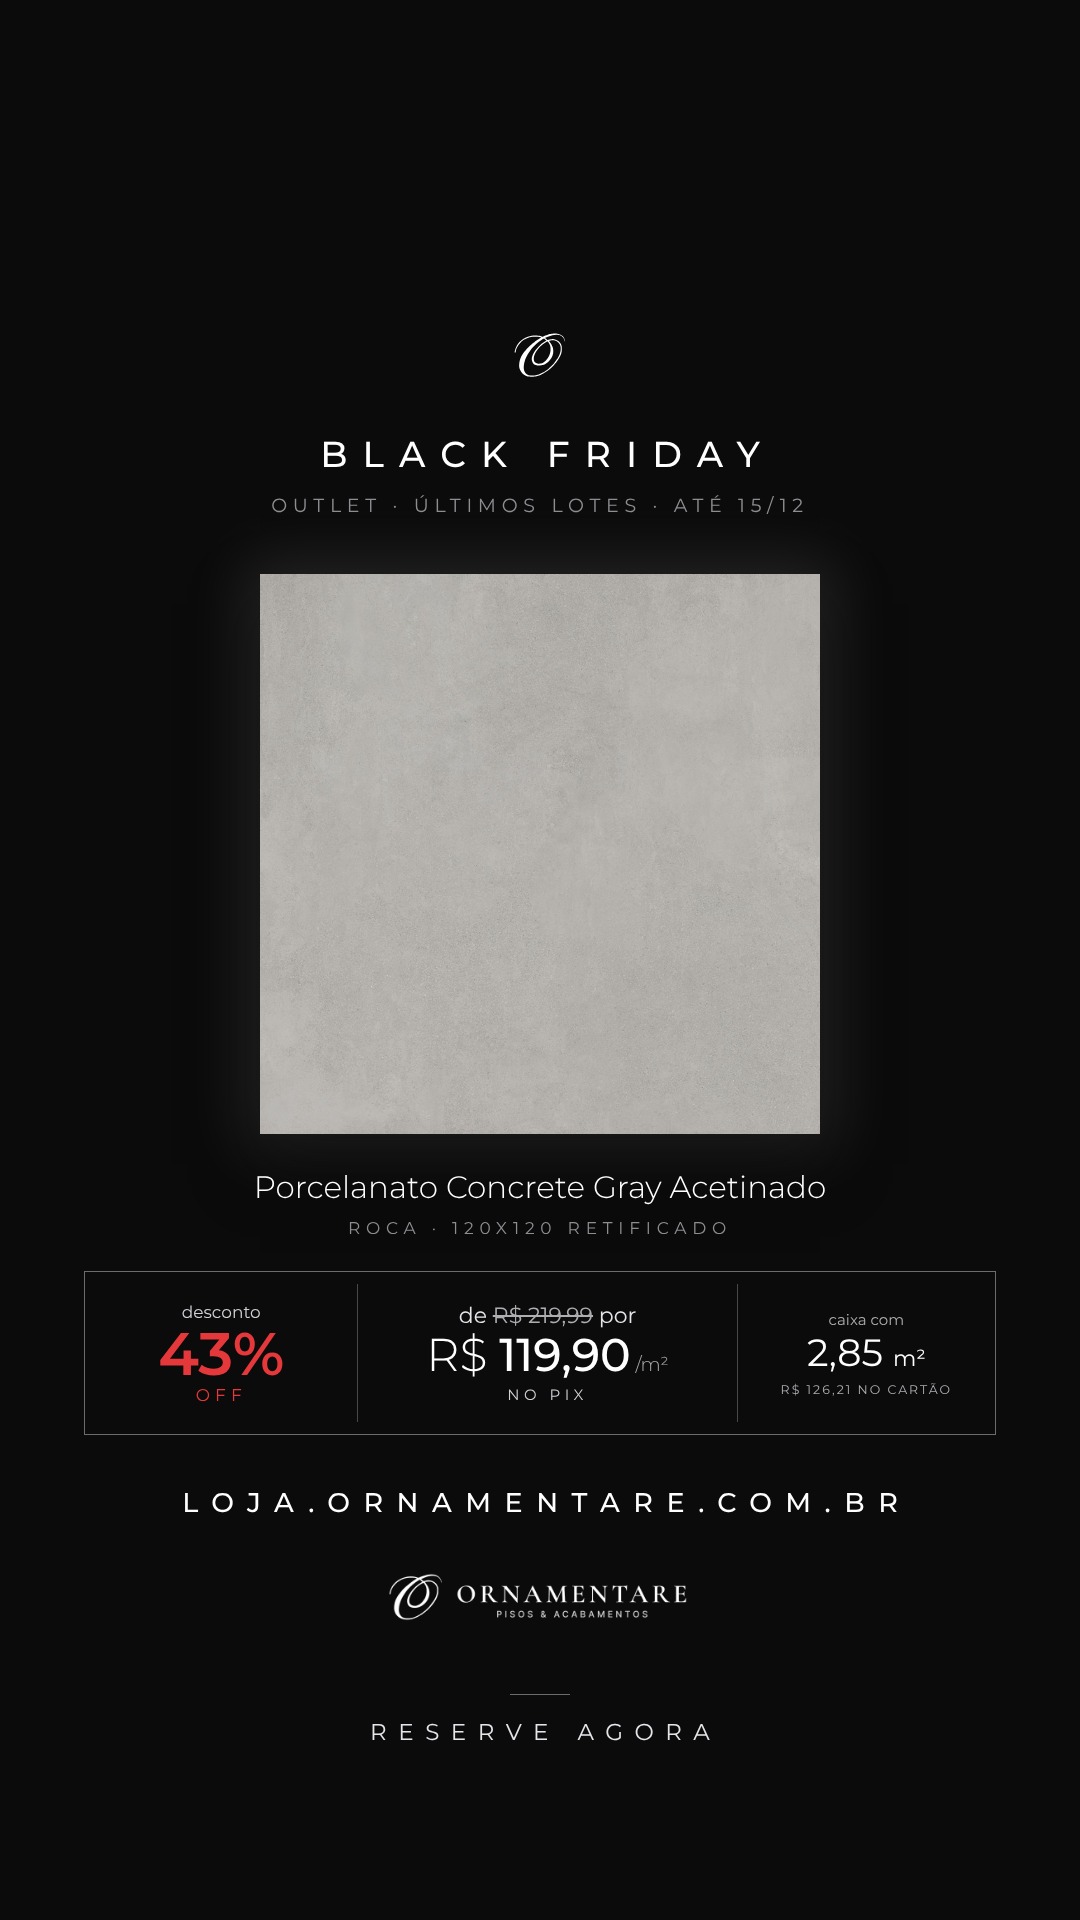 O
BLACK FRIDAY
OUTLET · ÚLTIMOS LOTES · ATÉ 15/12
Porcelanato Concrete Gray Acetinado
ROCA · 120X120 RETIFICADO
desconto
43%
OFF
de R$ 219,99 por
R$ 119,90 /m²
NO PIX
caixa com
2,85 m²
R$ 126,21 NO CARTÃO
LOJA.ORNAMENTARE.COM.BR
O ORNAMENTARE
PISOS & ACABAMENTOS
RESERVE AGORA